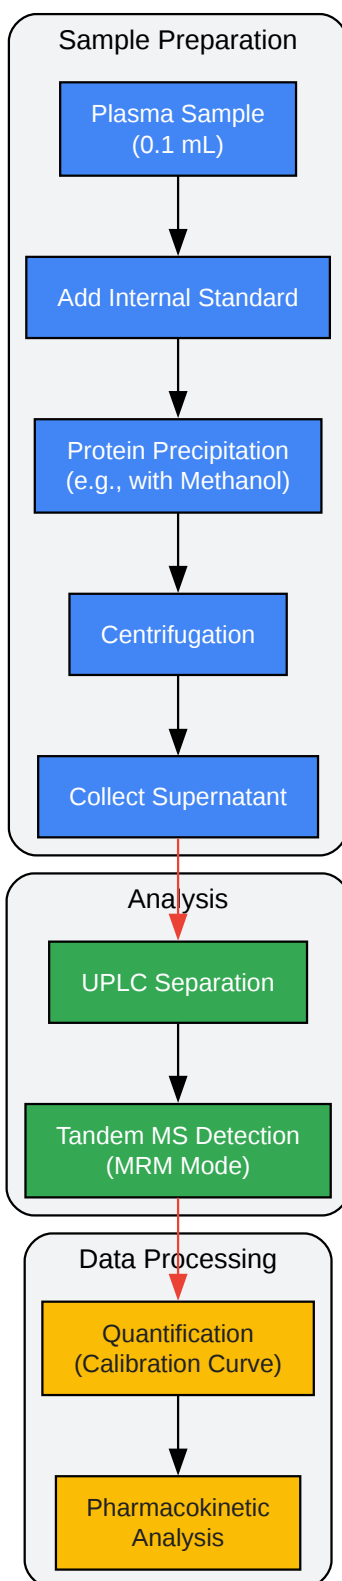 Sample Preparation
Plasma Sample
(0.1 mL)
Add Internal Standard
Protein Precipitation
(e.g., with Methanol)
Centrifugation
Collect Supernatant
Analysis
UPLC Separation
Tandem MS Detection
(MRM Mode)
Data Processing
Quantification
(Calibration Curve)
Pharmacokinetic
Analysis